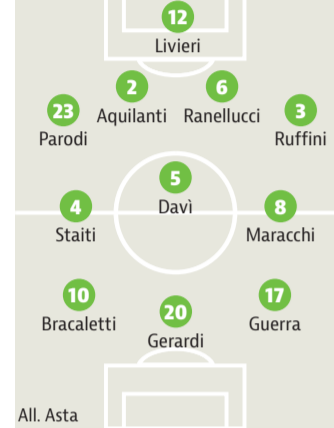 12
Livieri
2
6
Aquilanti
Ranellucci
23
3
Parodi
Ruffini
5
Davì
4
8
Staiti
Maracchi
10
17
Bracaletti
Guerra
20
Gerardi
All. Asta